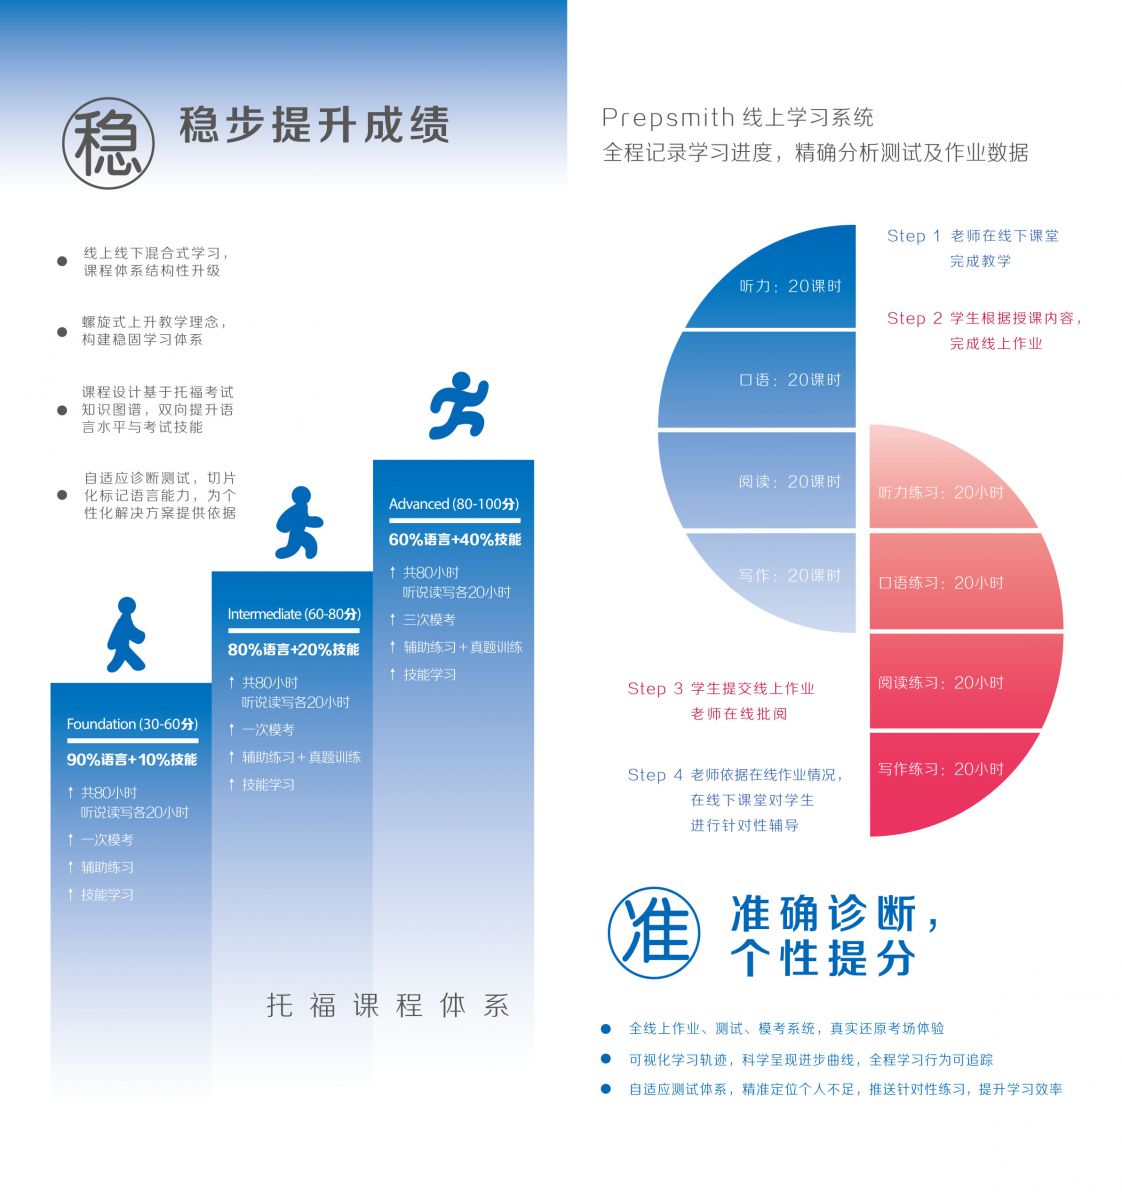 稳
稳步提升成绩
线上线下混合式学习，
课程体系结构性升级
螺旋式上升教学理念，
构建稳固学习体系
课程设计基于托福考试
知识图谱，双向提升语
言水平与考试技能
自适应诊断测试，切片
化标记语言能力，为个
性化解决方案提供依据
Foundation (30-60分)
90%语言+10%技能
↑ 共80小时
听说读写各20小时
↑ 一次模考
↑ 辅助练习
↑ 技能学习
Intermediate (60-80分)
80%语言+20%技能
↑ 共80小时
听说读写各20小时
↑ 一次模考
↑ 辅助练习＋真题训练
↑ 技能学习
Advanced (80-100分)
60%语言+40%技能
↑ 共80小时
听说读写各20小时
↑ 三次模考
↑ 辅助练习＋真题训练
↑ 技能学习
托福课程体系
Prepsmith 线上学习系统
全程记录学习进度，精确分析测试及作业数据
Step 1 老师在线下课堂
完成教学
Step 2 学生根据授课内容，
完成线上作业
听力：20课时
口语：20课时
阅读：20课时
写作：20课时
听力练习：20小时
口语练习：20小时
阅读练习：20小时
写作练习：20小时
Step 3 学生提交线上作业
老师在线批阅
Step 4 老师依据在线作业情况，
在线下课堂对学生
进行针对性辅导
准
准确诊断，
个性提分
全线上作业、测试、模考系统，真实还原考场体验
可视化学习轨迹，科学呈现进步曲线，全程学习行为可追踪
自适应测试体系，精准定位个人不足，推送针对性练习，提升学习效率